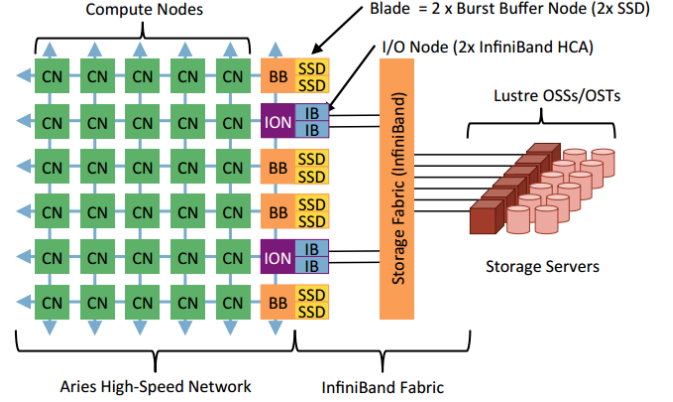 Compute Nodes
Blade = 2 x Burst Buffer Node (2x SSD)
I/O Node (2x InfiniBand HCA)
Lustre OSSs/OSTs
CN CN CN CN CN BB SSD
SSD
CN CN CN CN CN ION IB
IB
CN CN CN CN CN BB SSD
SSD
CN CN CN CN CN BB SSD
SSD
CN CN CN CN CN ION IB
IB
CN CN CN CN CN BB SSD
SSD
Storage Fabric (InfiniBand)
Storage Servers
Aries High-Speed Network
InfiniBand Fabric